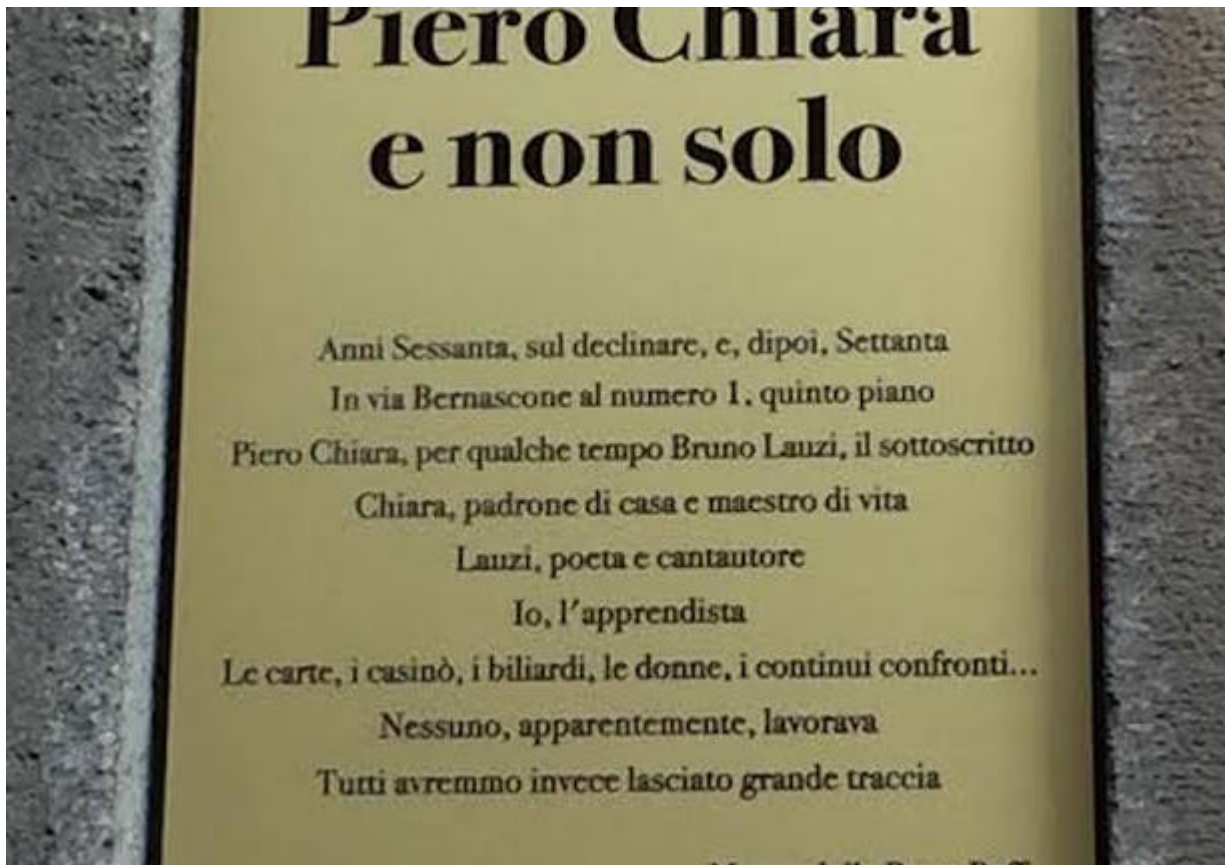 Piero Chiara
e non solo
Anni Sessanta, sul declinare, e, dipoi, Settanta
In via Bernascone al numero 1, quinto piano
Piero Chiara, per qualche tempo Bruno Lauzi, il sottoscritto
Chiara, padrone di casa e maestro di vita
Lauzi, poeta e cantautore
Io, l'apprendista
Le carte, i casinò, i biliardi, le donne, i continui confronti...
Nessuno, apparentemente, lavorava
Tutti avremmo invece lasciato grande traccia